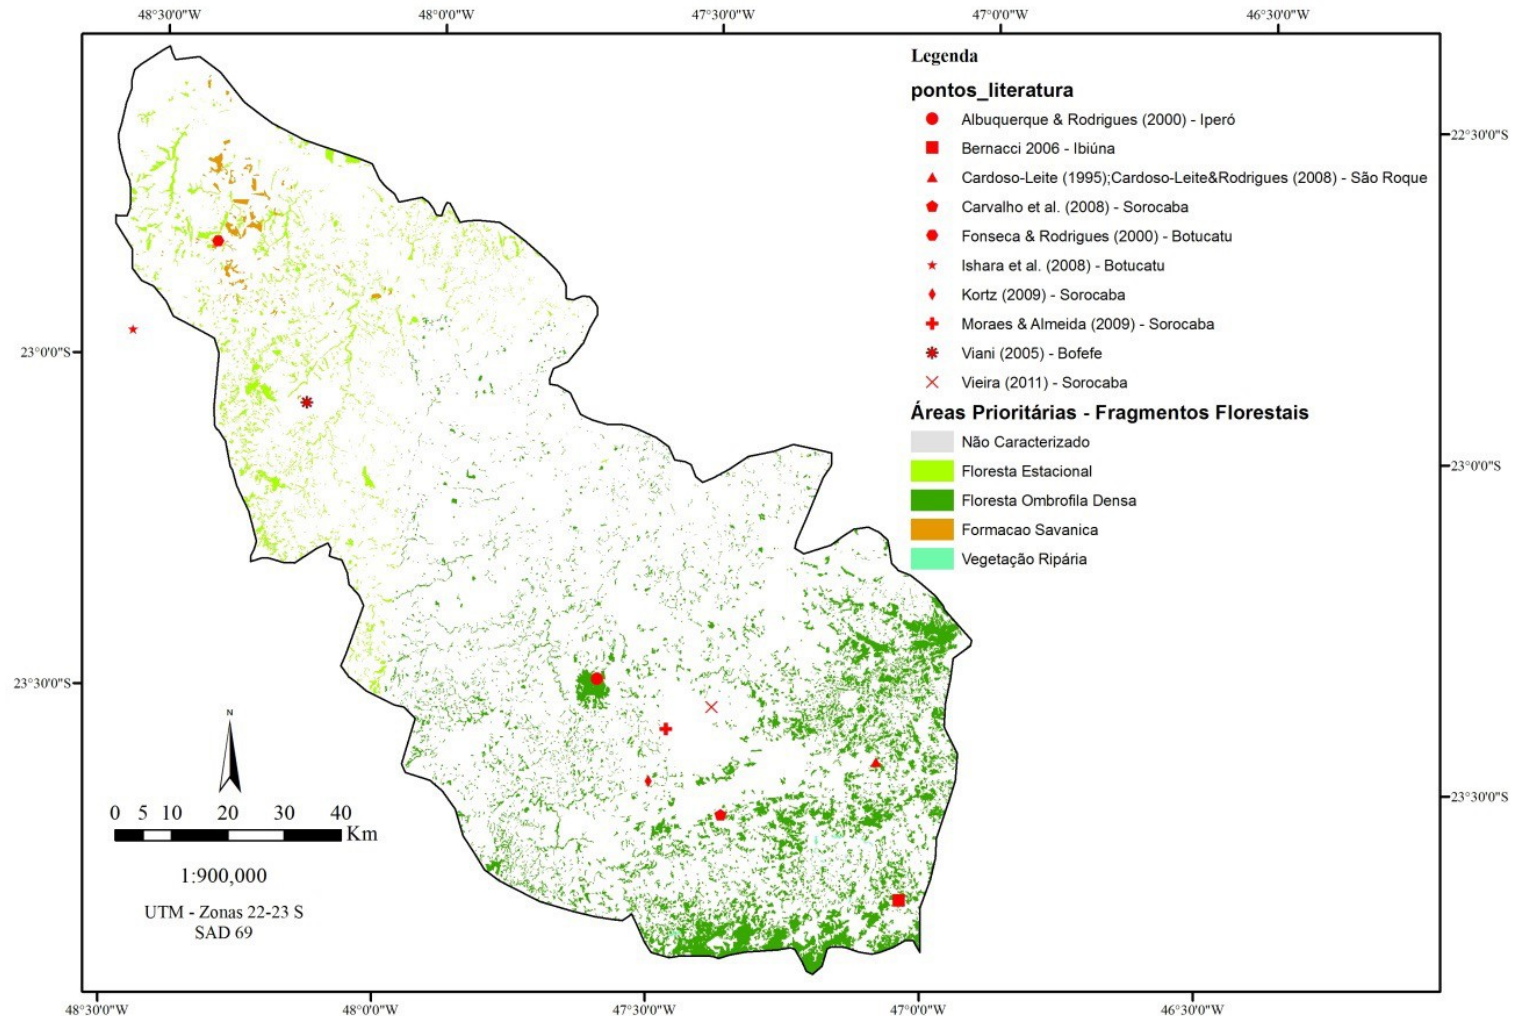 48°30'0"W 48°0'0"W 47°30'0"W 47°0'0"W 46°30'0"W
Legenda
pontos_literatura
Albuquerque & Rodrigues (2000) - Iperó
22°30'0"S
Bernacci 2006 - Ibiúna
Cardoso-Leite (1995);Cardoso-Leite&Rodrigues (2008) - São Roque
Carvalho et al. (2008) - Sorocaba
Fonseca & Rodrigues (2000) - Botucatu
Ishara et al. (2008) - Botucatu
Kortz (2009) - Sorocaba
Moraes & Almeida (2009) - Sorocaba
23°0'0"S
Viani (2005) - Bofefe
Vieira (2011) - Sorocaba
Áreas Prioritárias - Fragmentos Florestais
Não Caracterizado
23°0'0"S
Floresta Estacional
Floresta Ombrofila Densa
Formacao Savanica
Vegetação Ripária
23°30'0"S
N
23°30'0"S
0 5 10 20 30 40
Km
1:900,000
UTM - Zonas 22-23 S
SAD 69
48°30'0"W 48°0'0"W 47°30'0"W 47°0'0"W 46°30'0"W